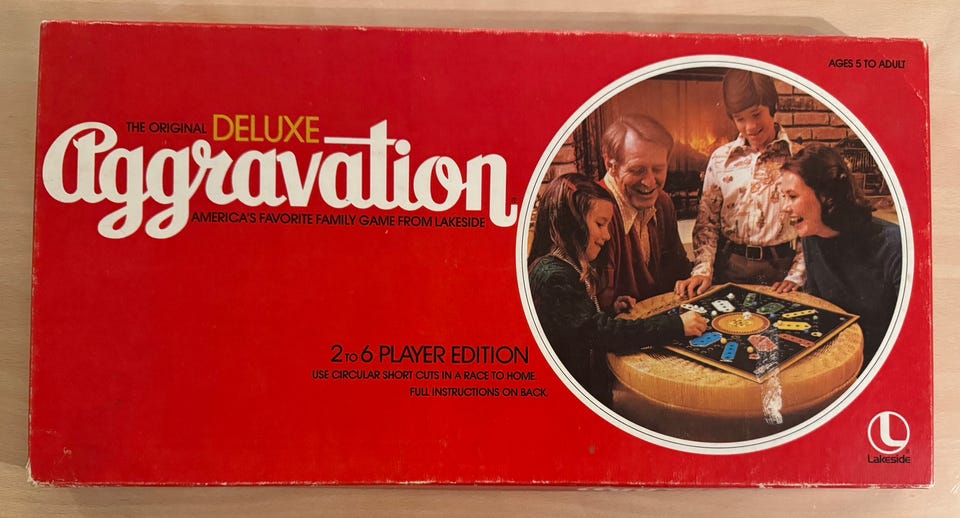 AGES 5 TO ADULT
THE ORIGINAL DELUXE
Aggravation
AMERICA'S FAVORITE FAMILY GAME FROM LAKESIDE
2 TO 6 PLAYER EDITION
USE CIRCULAR SHORT CUTS IN A RACE TO HOME.
FULL INSTRUCTIONS ON BACK.
L
Lakeside